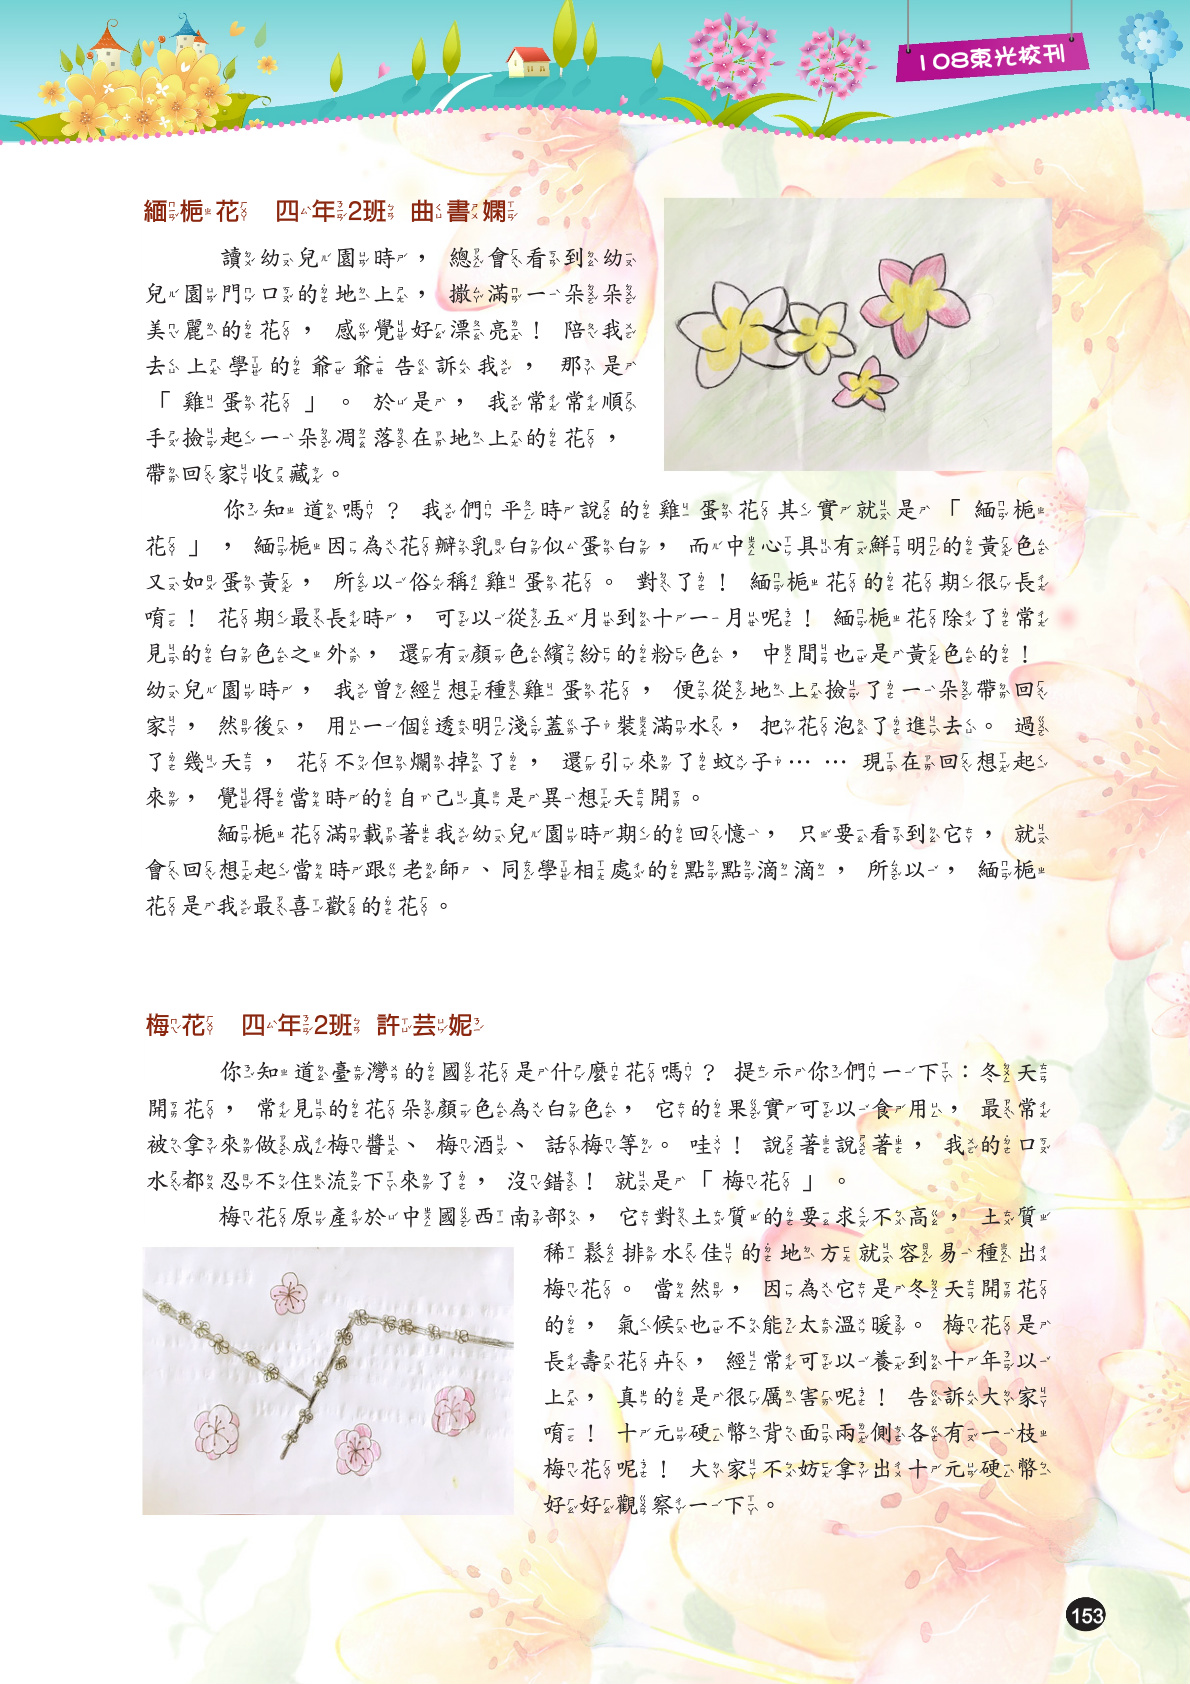 108東光校刊
緬梔花 四年2班 曲書嫻
讀幼兒園時，總會看到幼
兒園門口的地上，撒滿一朵朵
美麗的花，感覺好漂亮！陪我
去上學的爺爺告訴我，那是
「雞蛋花」。於是，我常常順
手撿起一朵凋落在地上的花，
帶回家收藏。
你知道嗎？我們平時說的雞蛋花其實就是「緬梔
花」，緬梔因為花瓣乳白似蛋白，而中心具有鮮明的黃色
又如蛋黃，所以俗稱雞蛋花。對了！緬梔花的花期很長
唷！花期最長時，可以從五月到十一月呢！緬梔花除了常
見的白色之外，還有顏色繽紛的粉色，中間也是黃色的！
幼兒園時，我曾經想種雞蛋花，便從地上撿了一朵帶回
家，然後，用一個透明淺蓋子裝滿水，把花泡了進去。過
了幾天，花不但爛掉了，還引來了蚊子……現在回想起
來，覺得當時的自己真是異想天開。
緬梔花滿載著我幼兒園時期的回憶，只要看到它，就
會回想起當時跟老師、同學相處的點點滴滴，所以，緬梔
花是我最喜歡的花。
梅花 四年2班 許芸妮
你知道臺灣的國花是什麼花嗎？提示你們一下：冬天
開花，常見的花朵顏色為白色，它的果實可以食用，最常
被拿來做成梅醬、梅酒、話梅等。哇！說著說著，我的口
水都忍不住流下來了，沒錯！就是「梅花」。
梅花原產於中國西南部，它對土質的要求不高，土質
稀鬆排水佳的地方就容易種出
梅花。當然，因為它是冬天開花
的，氣候也不能太溫暖。梅花是
長壽花卉，經常可以養到十年以
上，真的是很厲害呢！告訴大家
唷！十元硬幣背面兩側各有一枝
梅花呢！大家不妨拿出十元硬幣
好好觀察一下。
153